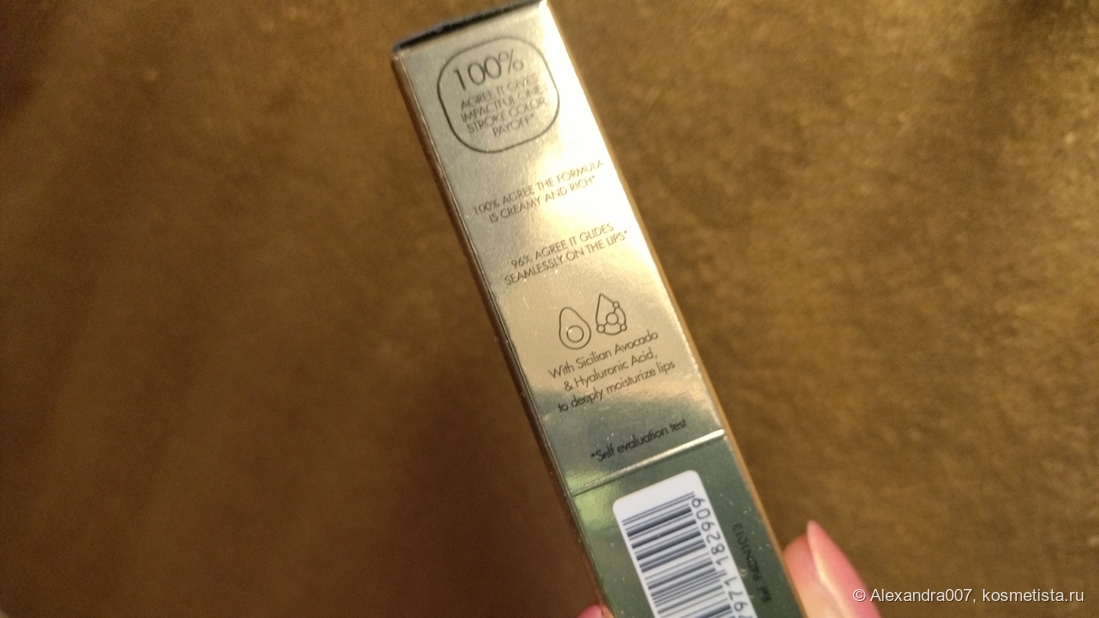 100%
AGREE IT GIVES
IMPACTFUL ONE-
STROKE COLOR
PAYOFF*
100% AGREE THE FORMULA
IS CREAMY AND RICH*
96% AGREE IT GLIDES
SEAMLESSLY ON THE LIPS*
With Sicilian Avocado
& Hyaluronic Acid,
to deeply moisturize lips
*Self evaluation test
7971 182909
© Alexandra007, kosmetista.ru